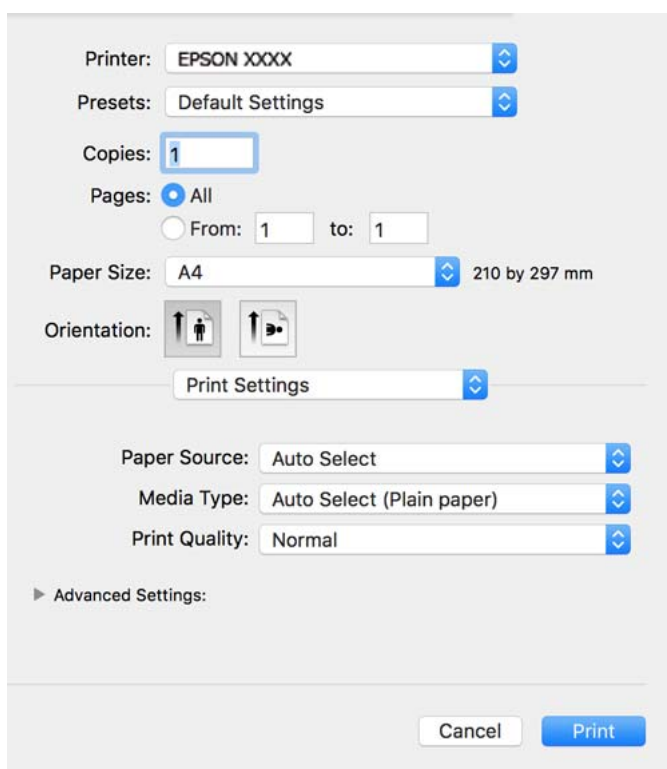 Printer: EPSON XXXX
Presets: Default Settings
Copies: 1
Pages: All
From: 1 to: 1
Paper Size: A4 210 by 297 mm
Orientation:
Print Settings
Paper Source: Auto Select
Media Type: Auto Select (Plain paper)
Print Quality: Normal
Advanced Settings:
Cancel Print